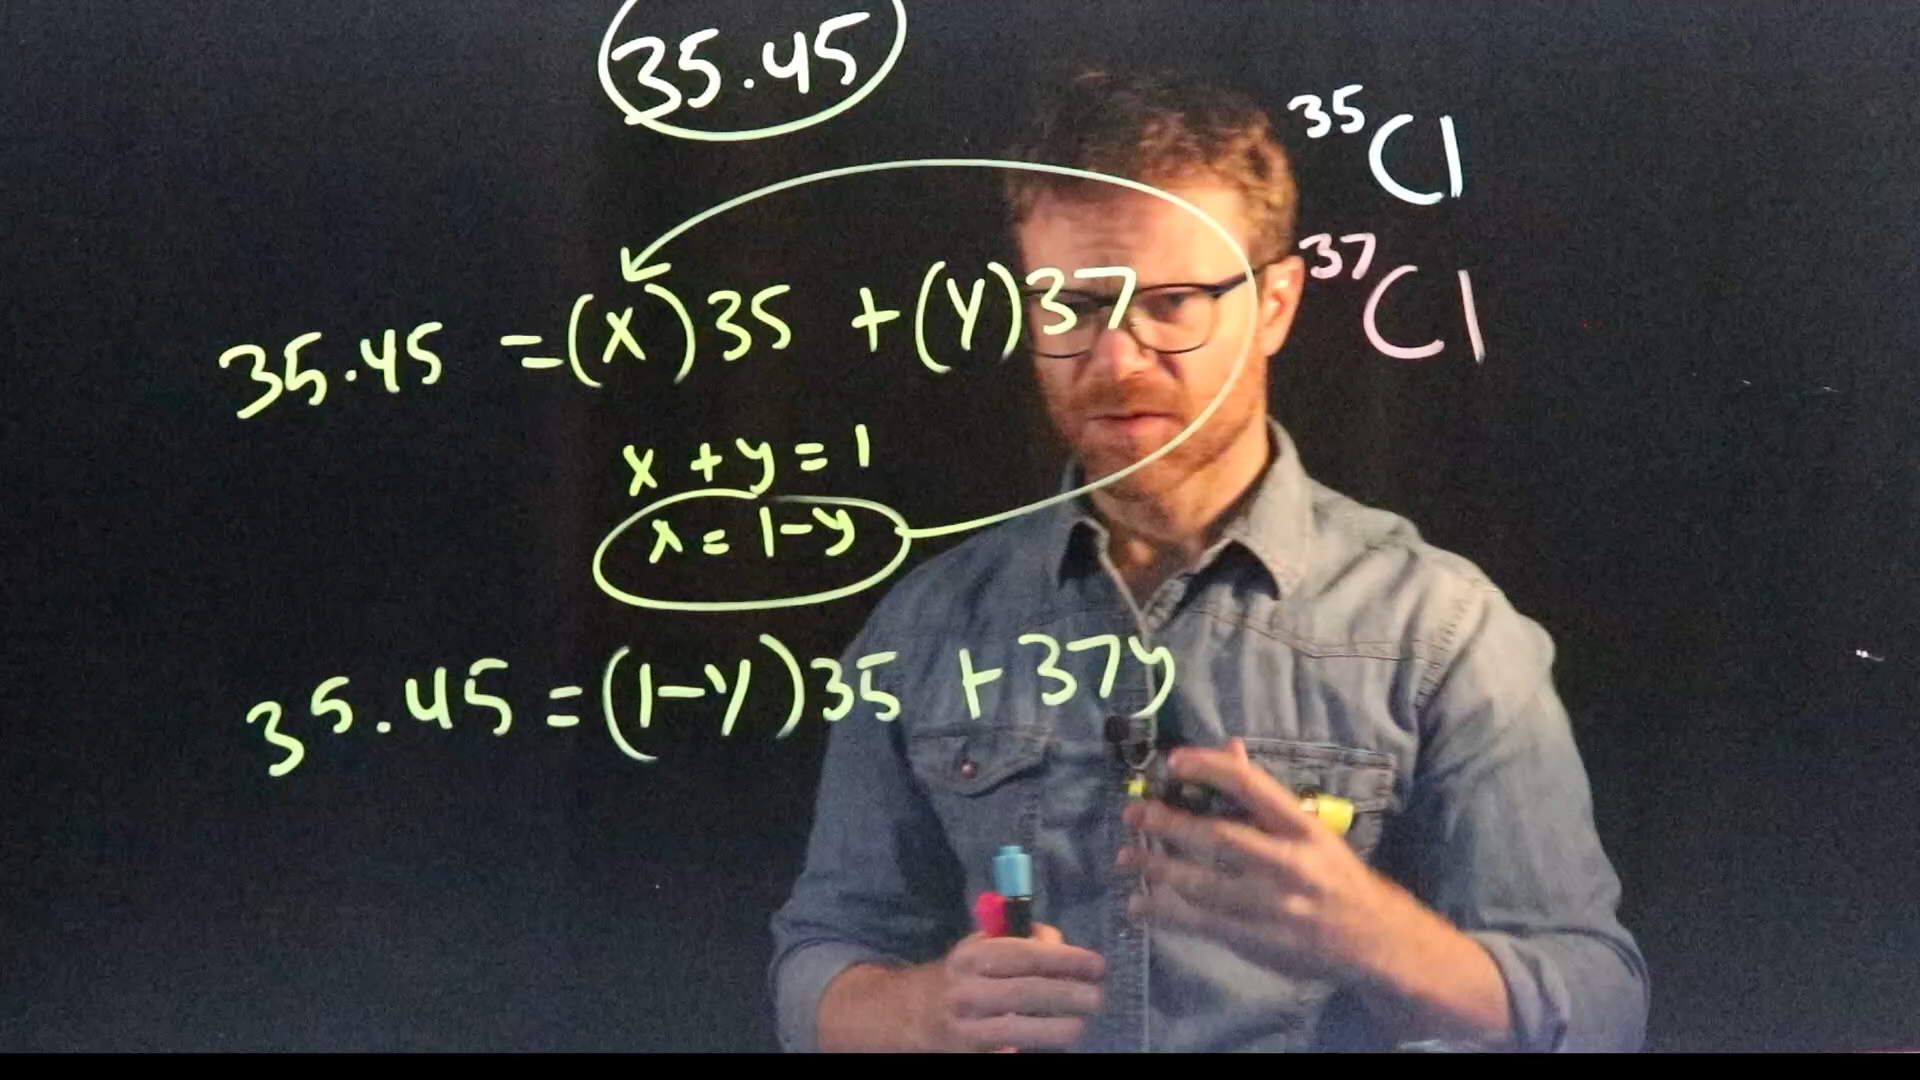 35.45
³⁵Cl
³⁷Cl
35.45 = (x)35 + (y)37
x + y = 1
x = 1-y
35.45 = (1-y)35 + 37y